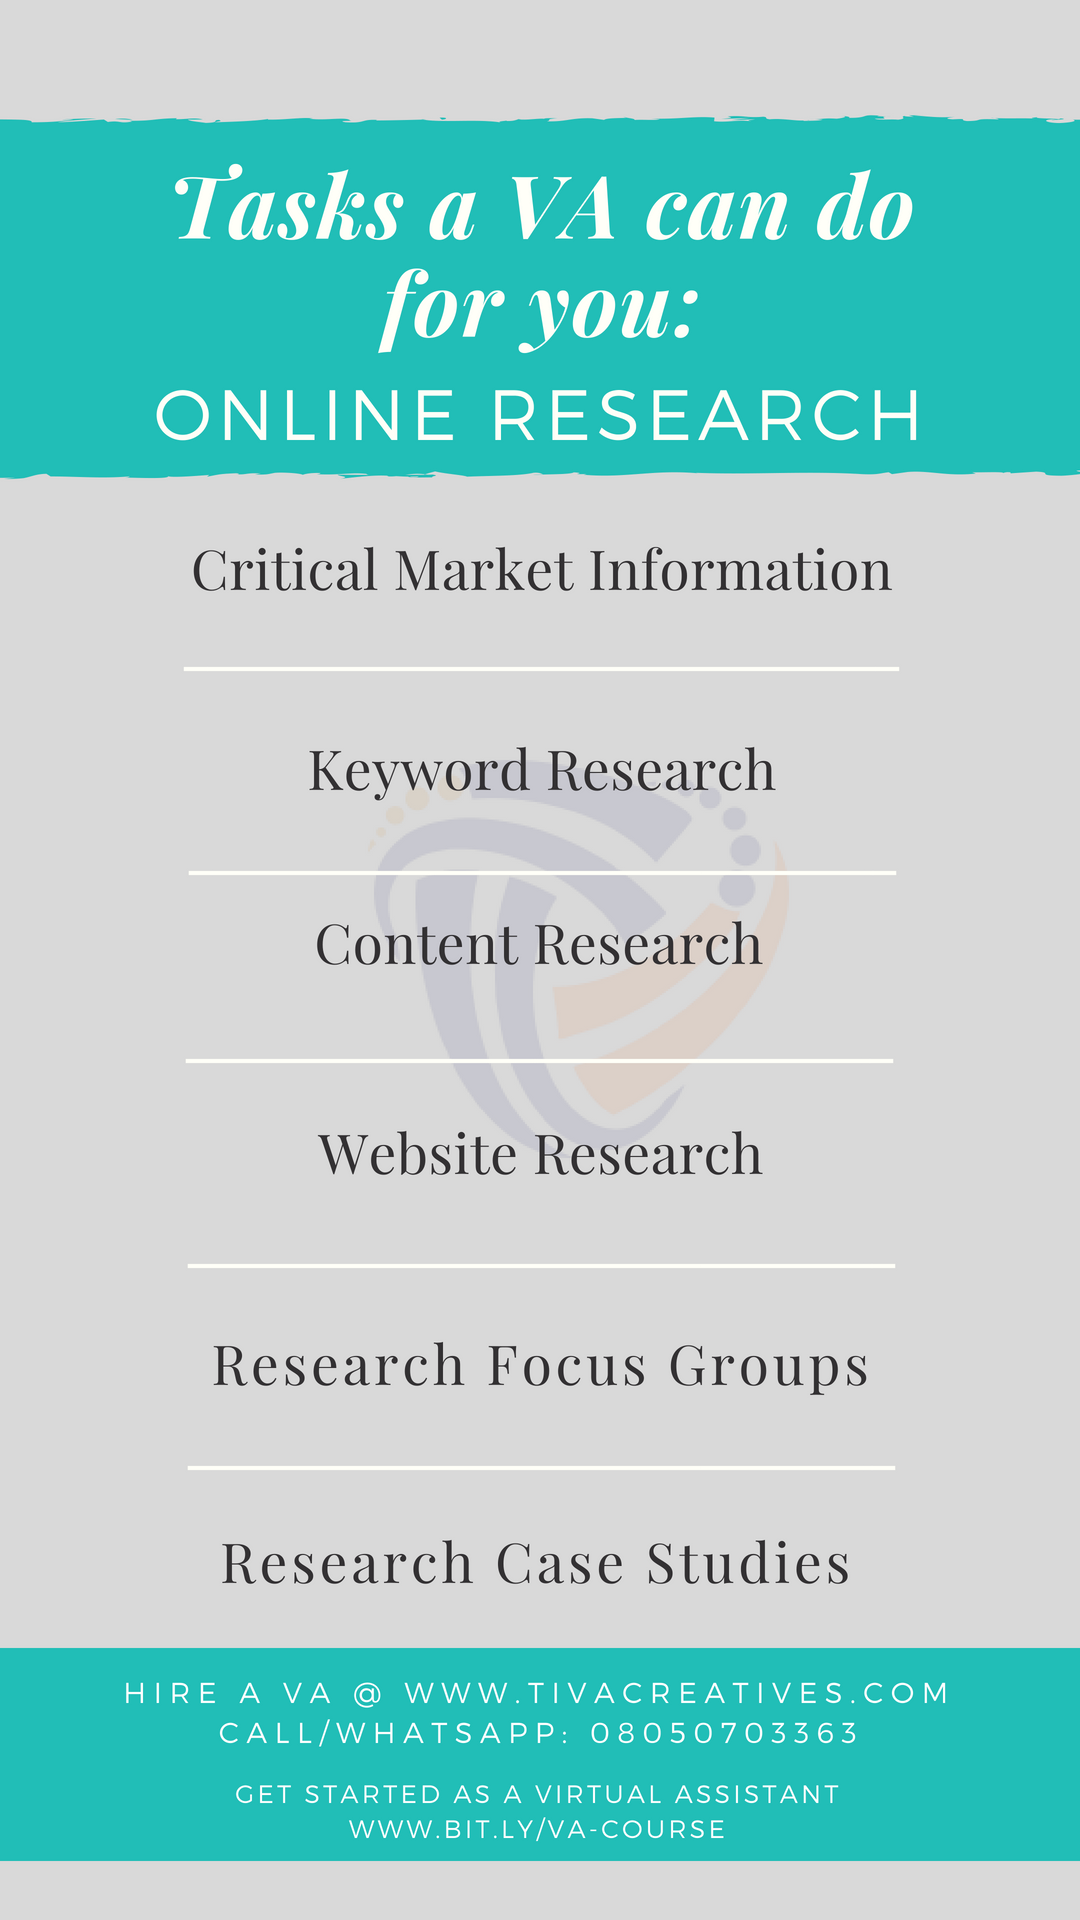 Tasks a VA can do
for you:
ONLINE RESEARCH
Critical Market Information
Keyword Research
Content Research
Website Research
Research Focus Groups
Research Case Studies
HIRE A VA @ WWW.TIVACREATIVES.COM
CALL/WHATSAPP: 08050703363
GET STARTED AS A VIRTUAL ASSISTANT
WWW.BIT.LY/VA-COURSE